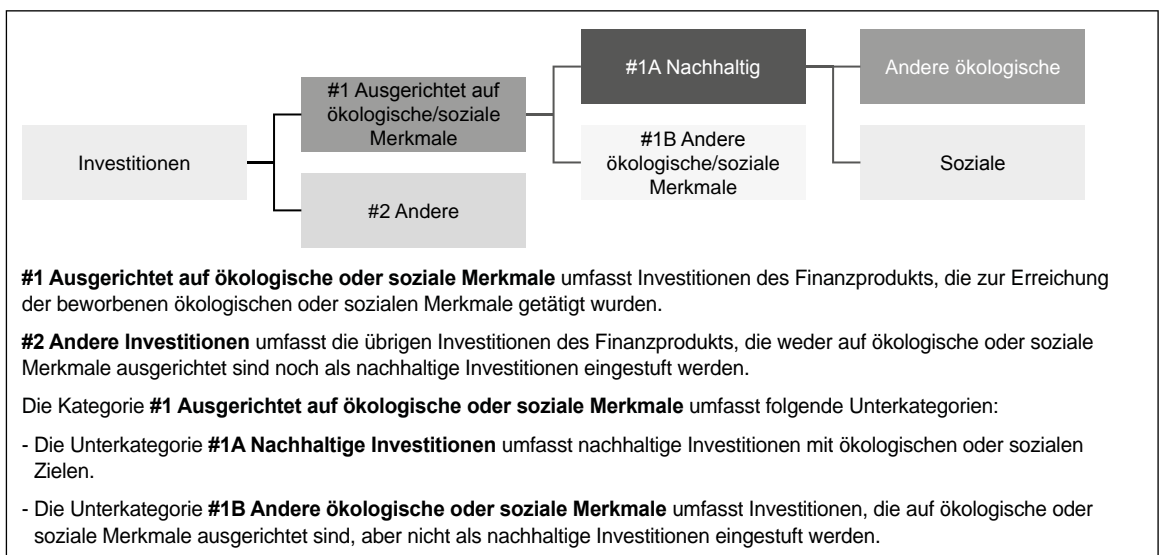 Investitionen
#1 Ausgerichtet auf
ökologische/soziale
Merkmale
#2 Andere
#1A Nachhaltig
#1B Andere
ökologische/soziale
Merkmale
Andere ökologische
Soziale
#1 Ausgerichtet auf ökologische oder soziale Merkmale umfasst Investitionen des Finanzprodukts, die zur Erreichung
der beworbenen ökologischen oder sozialen Merkmale getätigt wurden.
#2 Andere Investitionen umfasst die übrigen Investitionen des Finanzprodukts, die weder auf ökologische oder soziale
Merkmale ausgerichtet sind noch als nachhaltige Investitionen eingestuft werden.
Die Kategorie #1 Ausgerichtet auf ökologische oder soziale Merkmale umfasst folgende Unterkategorien:
- Die Unterkategorie #1A Nachhaltige Investitionen umfasst nachhaltige Investitionen mit ökologischen oder sozialen
Zielen.
- Die Unterkategorie #1B Andere ökologische oder soziale Merkmale umfasst Investitionen, die auf ökologische oder
soziale Merkmale ausgerichtet sind, aber nicht als nachhaltige Investitionen eingestuft werden.